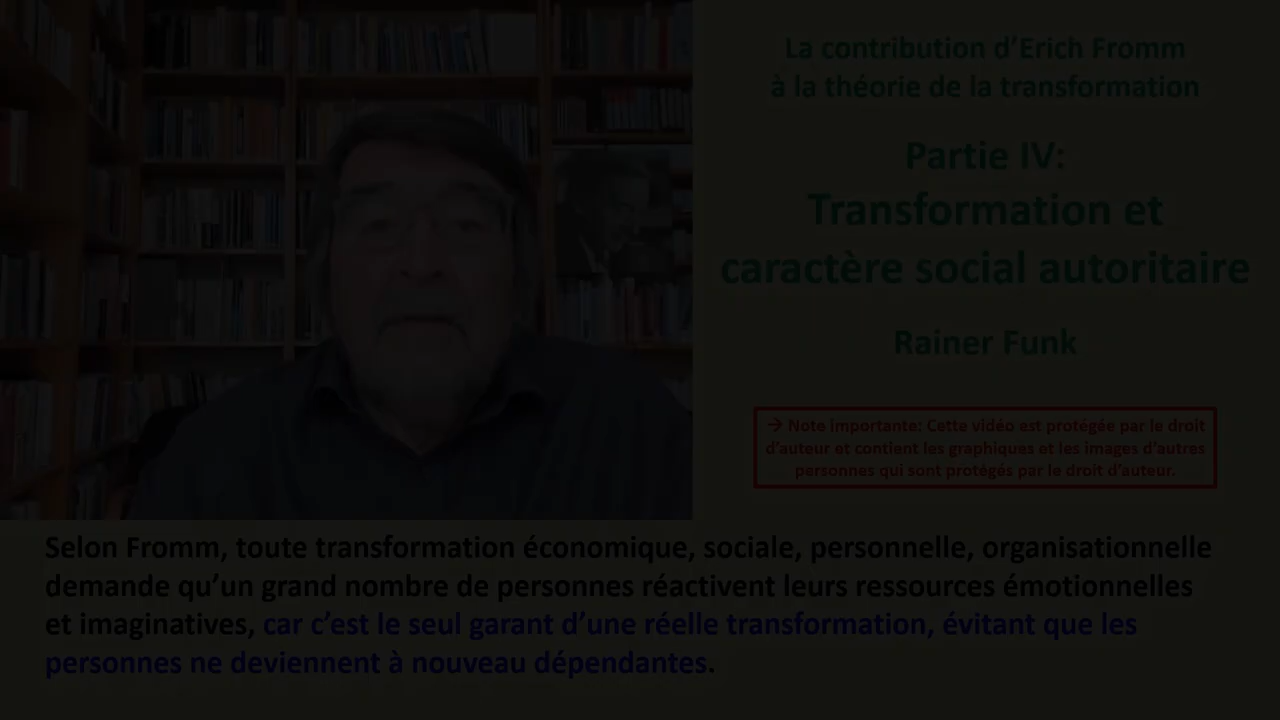 La contribution d'Erich Fromm
à la théorie de la transformation
Partie IV:
Transformation et
caractère social autoritaire
Rainer Funk
→ Note importante: Cette vidéo est protégée par le droit
d'auteur et contient les graphiques et les images d'autres
personnes qui sont protégés par le droit d'auteur.
Selon Fromm, toute transformation économique, sociale, personnelle, organisationnelle
demande qu'un grand nombre de personnes réactivent leurs ressources émotionnelles
et imaginatives, car c'est le seul garant d'une réelle transformation, évitant que les
personnes ne deviennent à nouveau dépendantes.